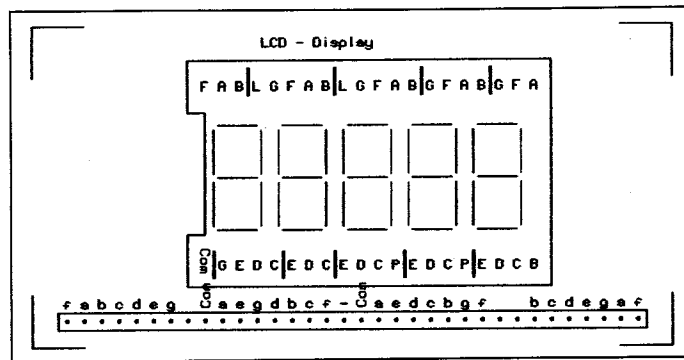 LCD - Display
F A B L G F A B L G F A B G F A B G F A
Com G E D C E D C E D C P E D C P E D C B
f a b c d e g Com a e g d b c f - Com a e d c b g f b c d e g a f